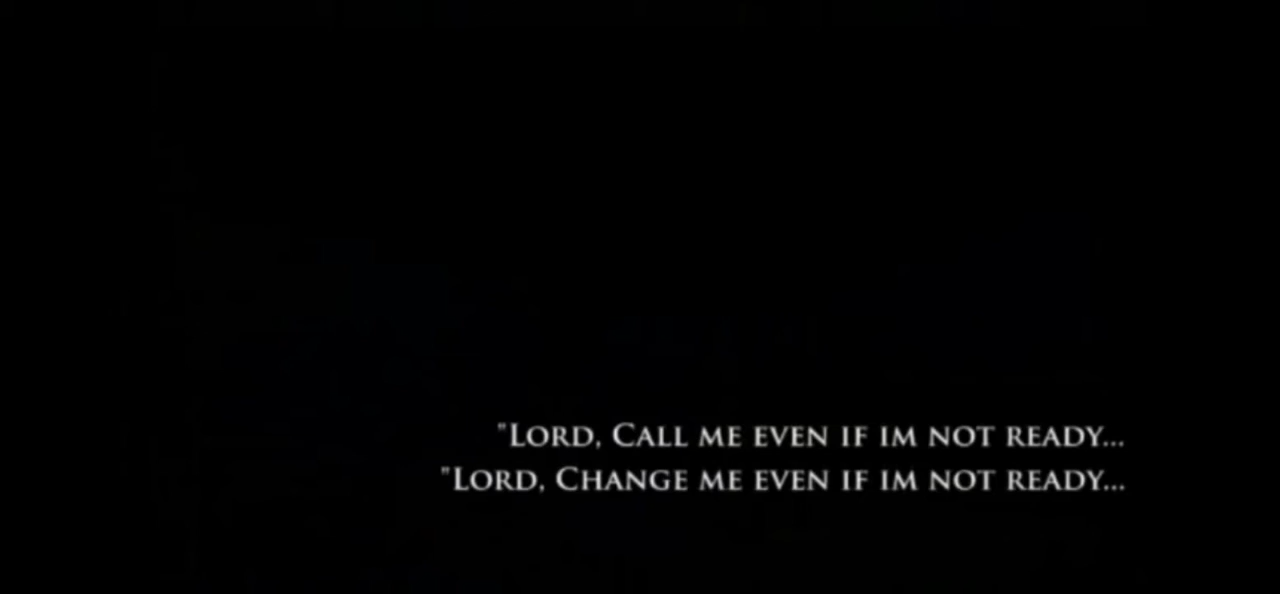 "Lord, Call me even if im not ready...
"Lord, Change me even if im not ready...